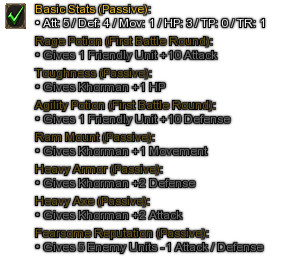 Basic Stats (Passive):
• Att: 5 / Def: 4 / Mov: 1 / HP: 3 / TP: 0 / TR: 1
Rage Potion (First Battle Round):
• Gives 1 Friendly Unit +10 Attack
Toughness (Passive):
• Gives Khorman +1 HP
Agility Potion (First Battle Round):
• Gives 1 Friendly Unit +10 Defense
Ram Mount (Passive):
• Gives Khorman +1 Movement
Heavy Armor (Passive):
• Gives Khorman +2 Defense
Heavy Axe (Passive):
• Gives Khorman +2 Attack
Fearsome Reputation (Passive):
• Gives 5 Enemy Units -1 Attack / Defense